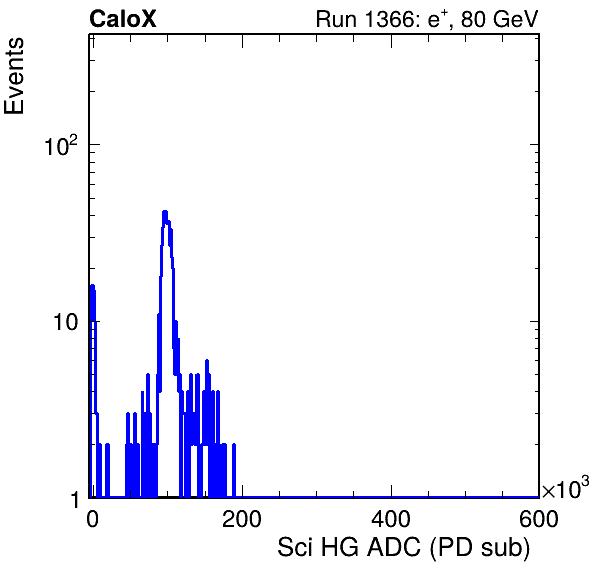 CaloX Run 1366: e⁺, 80 GeV
Events
10²
10
1
0 200 400 600
×10³
Sci HG ADC (PD sub)